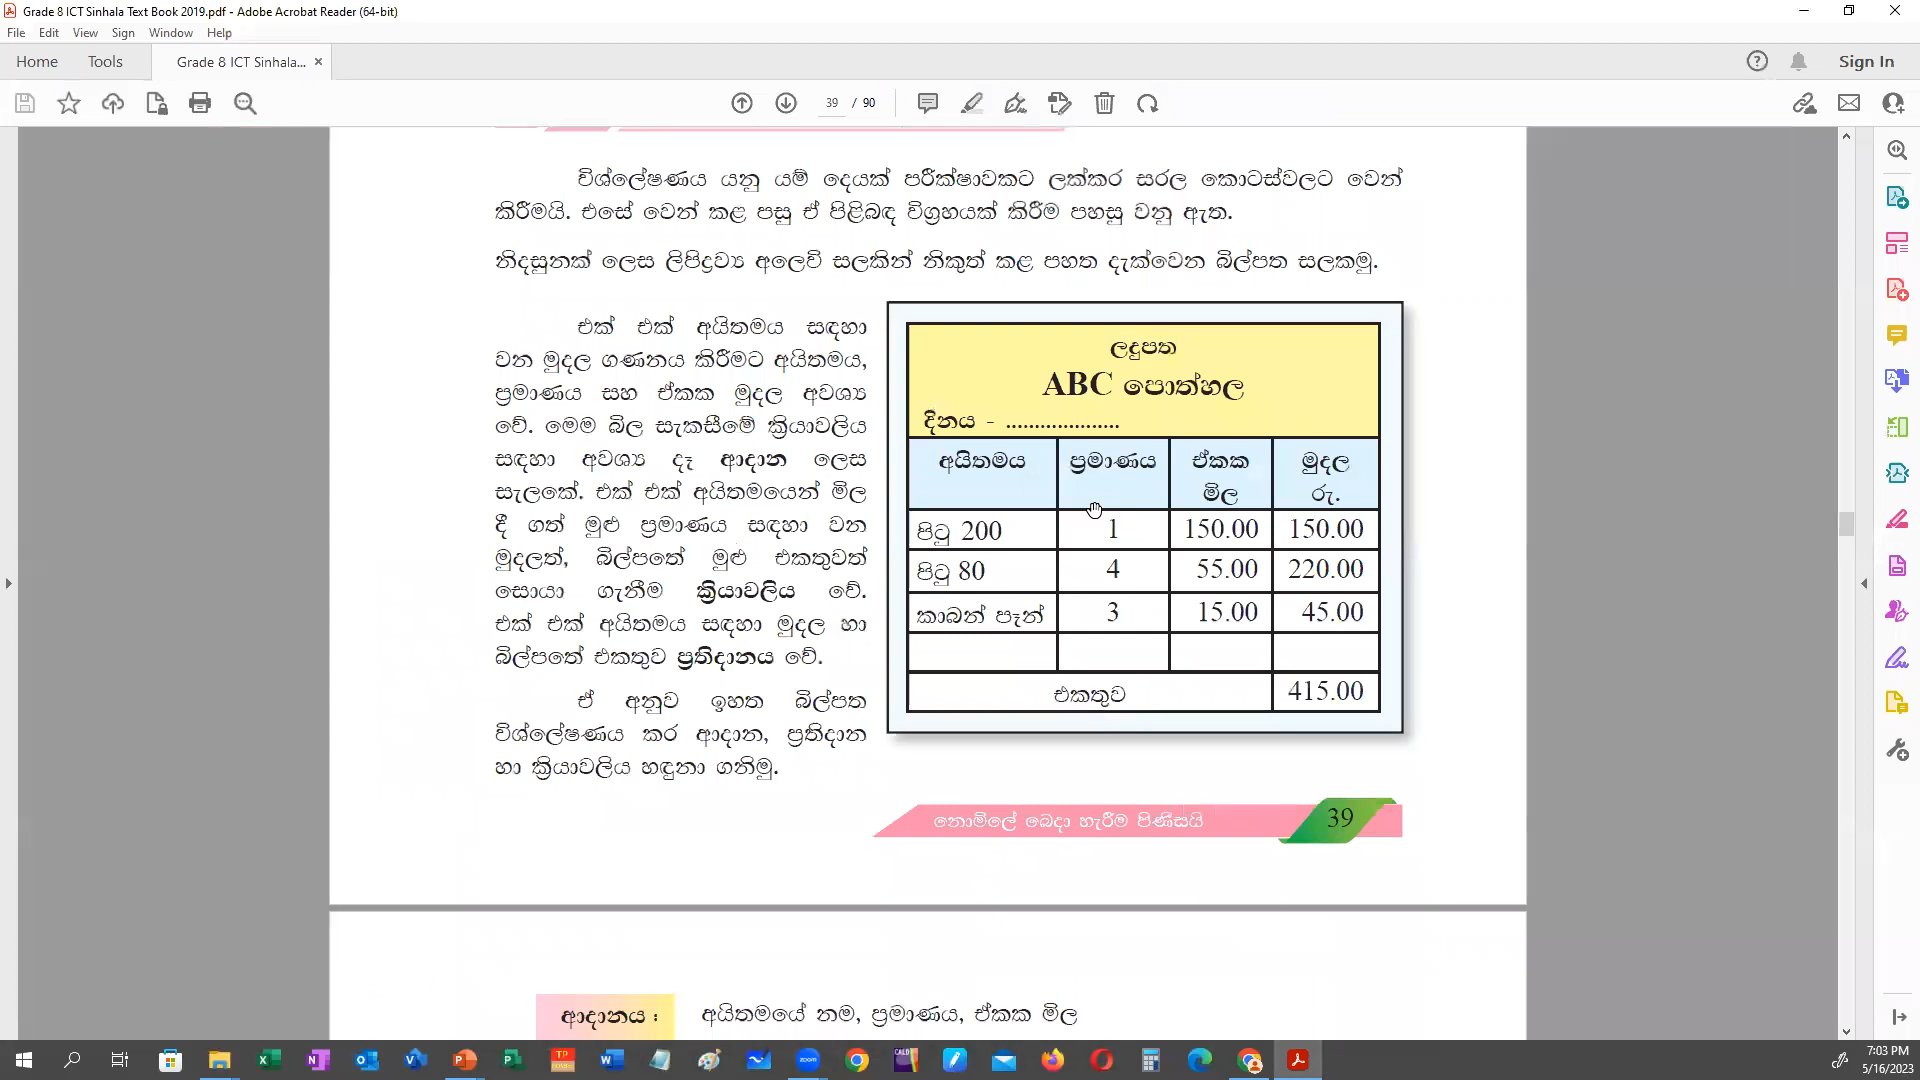 Grade 8 ICT Sinhala Text Book 2019.pdf - Adobe Acrobat Reader (64-bit)
File Edit View Sign Window Help
Home Tools Grade 8 ICT Sinhala... × Sign In
39 / 90
විශ්ලේෂණය යනු යම් දෙයක් පරීක්ෂාවකට ලක්කර සරල කොටස්වලට වෙන්
කිරීමයි. එසේ වෙන් කළ පසු ඒ පිළිබඳ විග්‍රහයක් කිරීම පහසු වනු ඇත.
නිදසුනක් ලෙස ලිපිද්‍රව්‍ය අලෙවි සලකින් නිකුත් කළ පහත දැක්වෙන බිල්පත සලකමු.
එක් එක් අයිතමය සඳහා
වන මුදල ගණනය කිරීමට අයිතමය,
ප්‍රමාණය සහ ඒකක මුදල අවශ්‍ය
වේ. මෙම බිල සැකසීමේ ක්‍රියාවලිය
සඳහා අවශ්‍ය දෑ ආදාන ලෙස
සැලකේ. එක් එක් අයිතමයෙන් මිල
දී ගත් මුළු ප්‍රමාණය සඳහා වන
මුදලත්, බිල්පතේ මුළු එකතුවත්
සොයා ගැනීම ක්‍රියාවලිය වේ.
එක් එක් අයිතමය සඳහා මුදල හා
බිල්පතේ එකතුව ප්‍රතිදානය වේ.
ඒ අනුව ඉහත බිල්පත
විශ්ලේෂණය කර ආදාන, ප්‍රතිදාන
හා ක්‍රියාවලිය හඳුනා ගනිමු.
ලදුපත
ABC පොත්හල
දිනය - ....................
අයිතමය ප්‍රමාණය ඒකක මිල මුදල රු.
පිටු 200 1 150.00 150.00
පිටු 80 4 55.00 220.00
කාබන් පෑන් 3 15.00 45.00
එකතුව 415.00
නොමිලේ බෙදා හැරීම පිණිසයි 39
ආදානය : අයිතමයේ නම, ප්‍රමාණය, ඒකක මිල
7:03 PM
5/16/2023